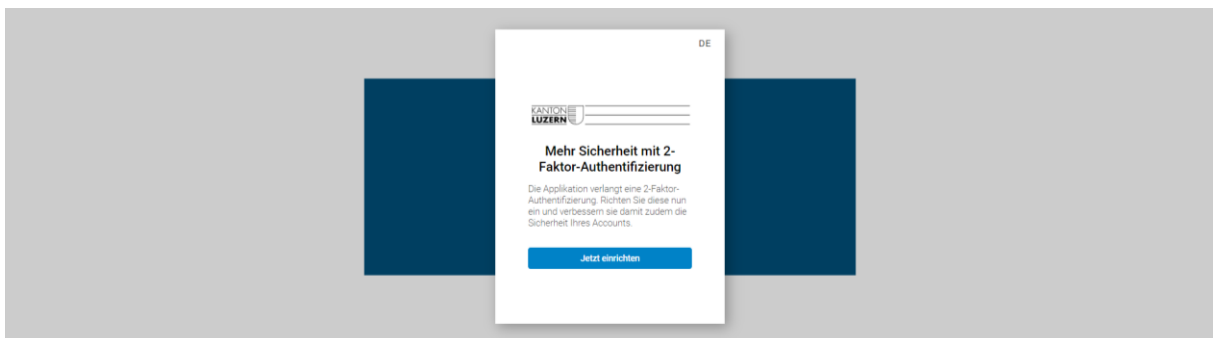 DE
KANTON
LUZERN
Mehr Sicherheit mit 2-
Faktor-Authentifizierung
Die Applikation verlangt eine 2-Faktor-
Authentifizierung. Richten Sie diese nun
ein und verbessern sie damit zudem die
Sicherheit Ihres Accounts.
Jetzt einrichten